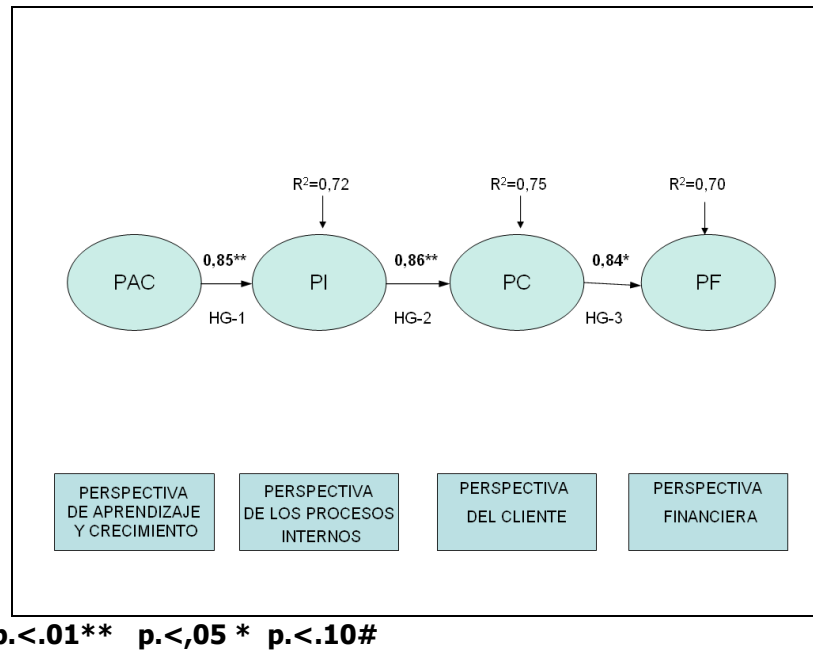 R²=0,72 R²=0,75 R²=0,70
0,85** 0,86** 0,84*
PAC PI PC PF
HG-1 HG-2 HG-3
PERSPECTIVA
DE APRENDIZAJE
Y CRECIMIENTO
PERSPECTIVA
DE LOS PROCESOS
INTERNOS
PERSPECTIVA
DEL CLIENTE
PERSPECTIVA
FINANCIERA
p.<.01** p.<,05 * p.<.10#